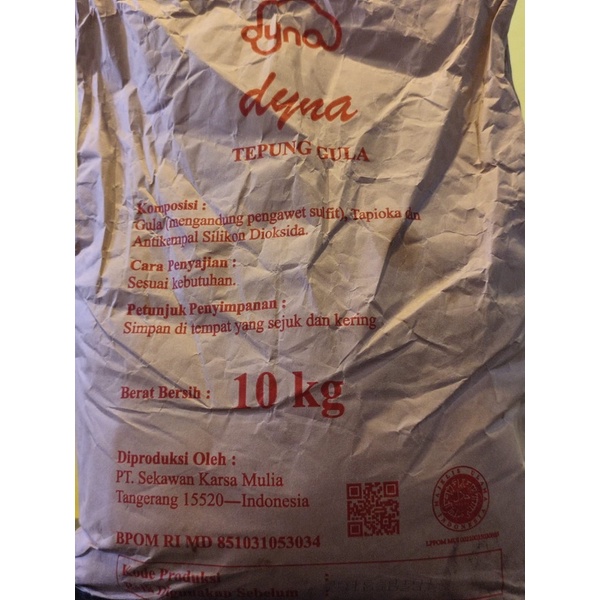 dyna
dyna
TEPUNG GULA
Komposisi :
Gula (mengandung pengawet sulfit), Tapioka dn
Antikempal Silikon Dioksida.
Cara Penyajian :
Sesuai kebutuhan.
Petunjuk Penyimpanan :
Simpan di tempat yang sejuk dan kering
Berat Bersih : 10 kg
Diproduksi Oleh :
PT. Sekawan Karsa Mulia
Tangerang 15520—Indonesia
BPOM RI MD 851031053034
Kode Produksi